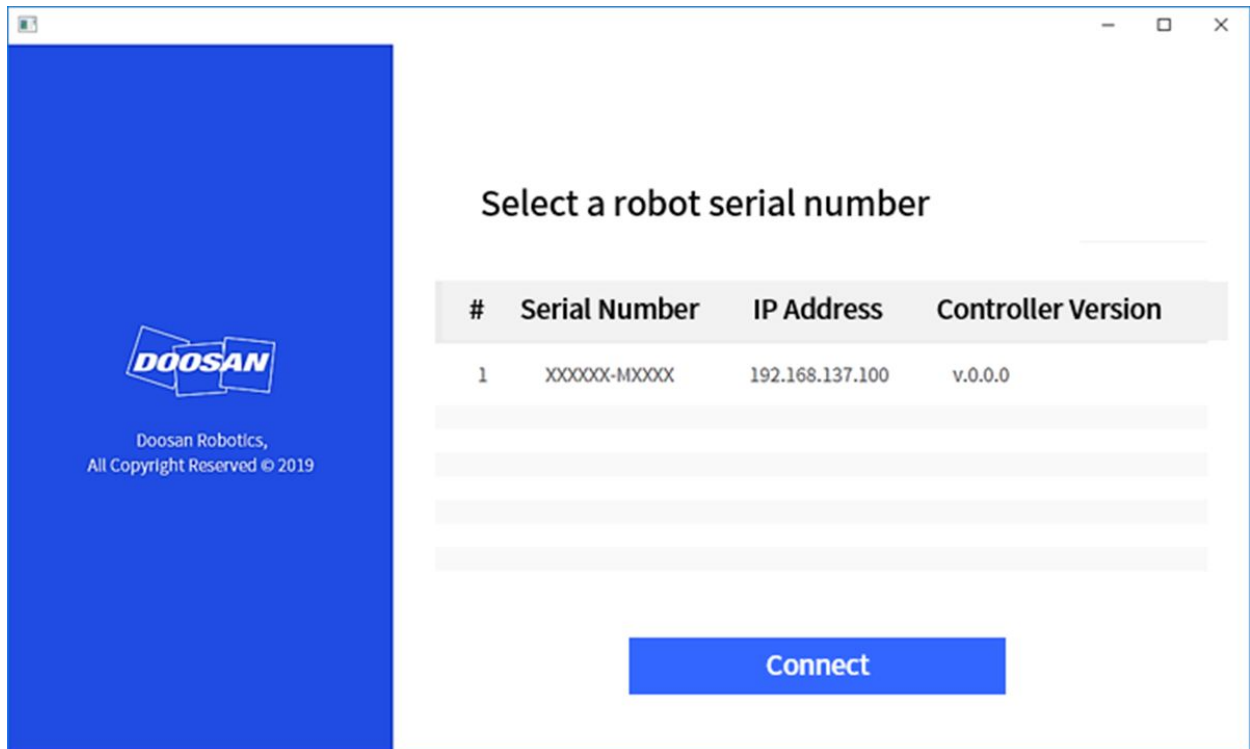 DOOSAN
Doosan Robotics,
All Copyright Reserved © 2019
Select a robot serial number
# Serial Number IP Address Controller Version
1 XXXXXX-MXXXX 192.168.137.100 v.0.0.0
Connect